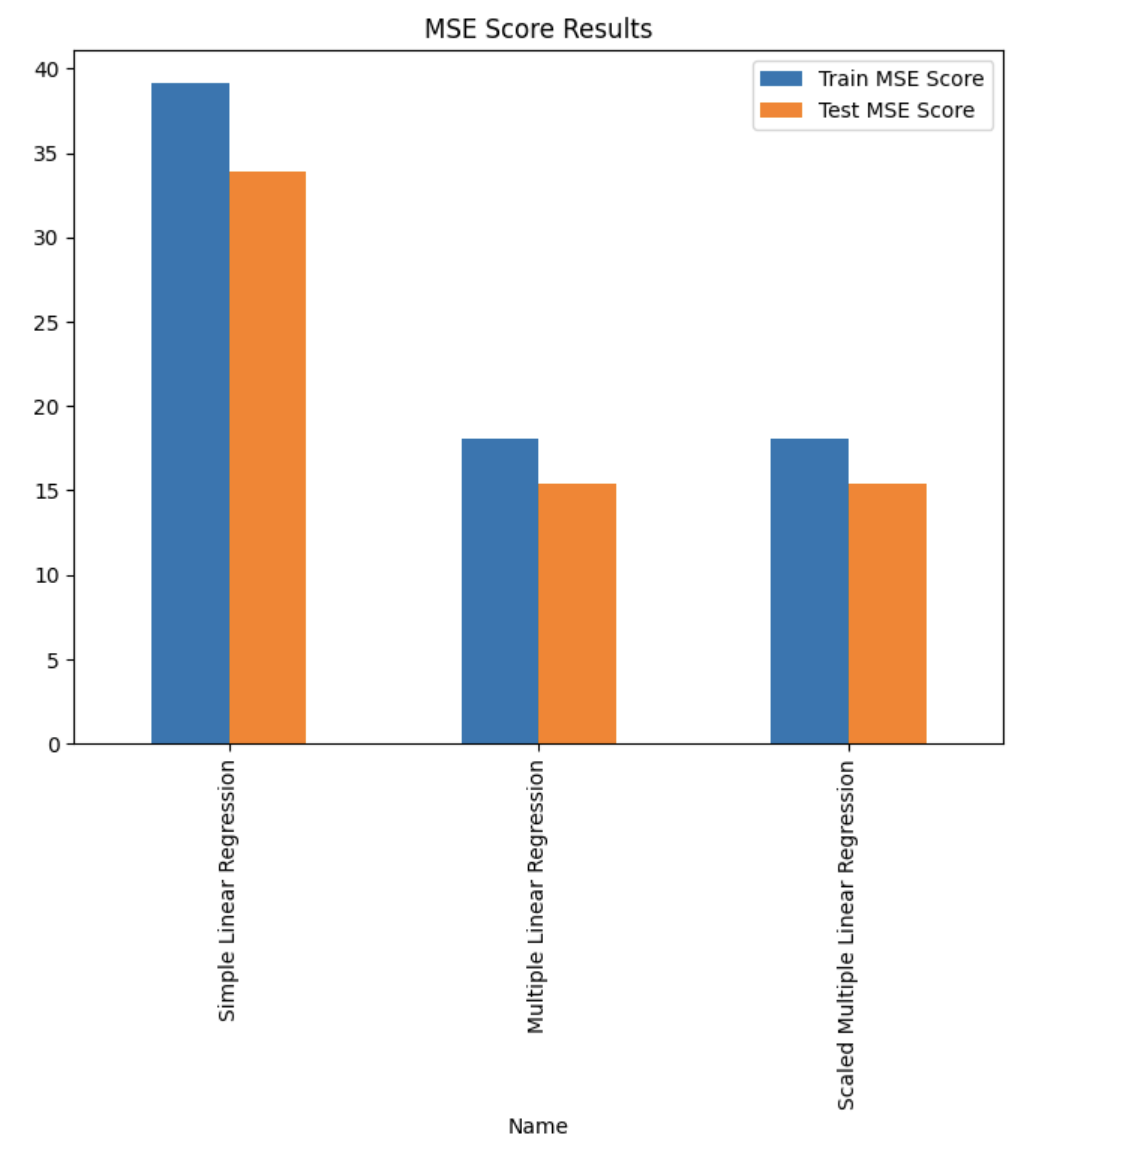 MSE Score Results
Train MSE Score
Test MSE Score
40
35
30
25
20
15
10
5
0
Simple Linear Regression
Multiple Linear Regression
Scaled Multiple Linear Regression
Name